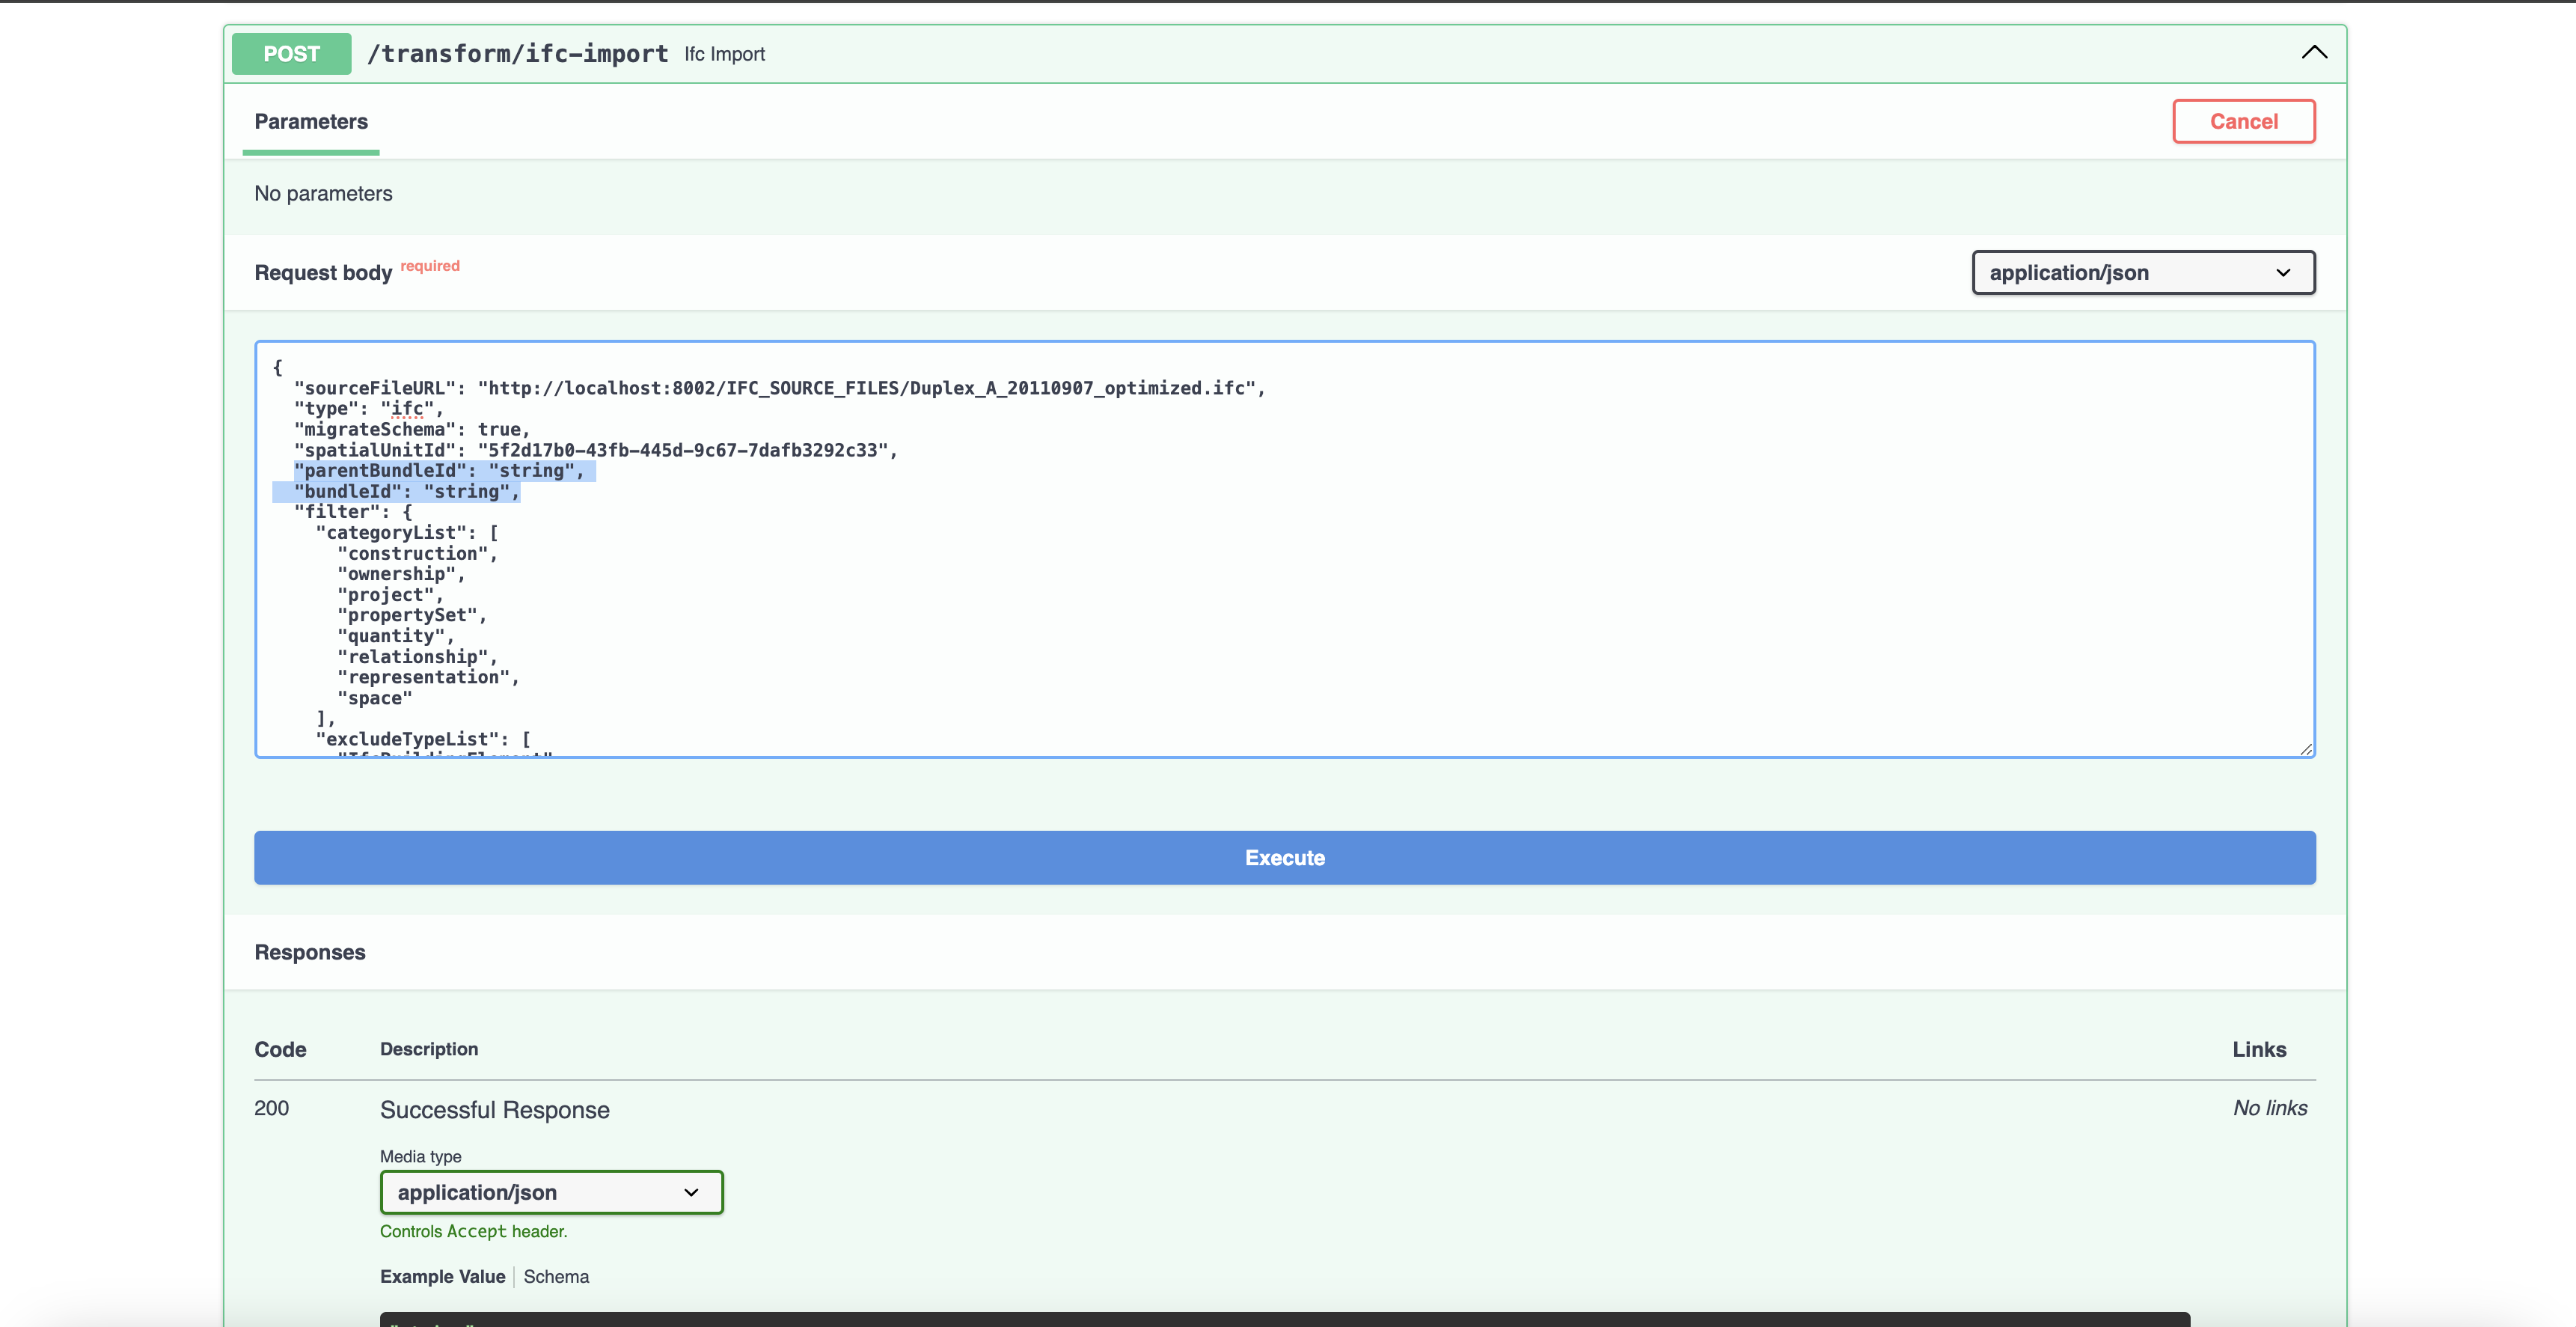 POST /transform/ifc-import Ifc Import
Parameters
Cancel
No parameters
Request body required
application/json
{
"sourceFileURL": "http://localhost:8002/IFC_SOURCE_FILES/Duplex_A_20110907_optimized.ifc",
"type": "ifc",
"migrateSchema": true,
"spatialUnitId": "5f2d17b0-43fb-445d-9c67-7dafb3292c33",
"parentBundleId": "string",
"bundleId": "string",
"filter": {
"categoryList": [
"construction",
"ownership",
"project",
"propertySet",
"quantity",
"relationship",
"representation",
"space"
],
"excludeTypeList": [
Execute
Responses
Code Description Links
200 Successful Response No links
Media type
application/json
Controls Accept header.
Example Value Schema